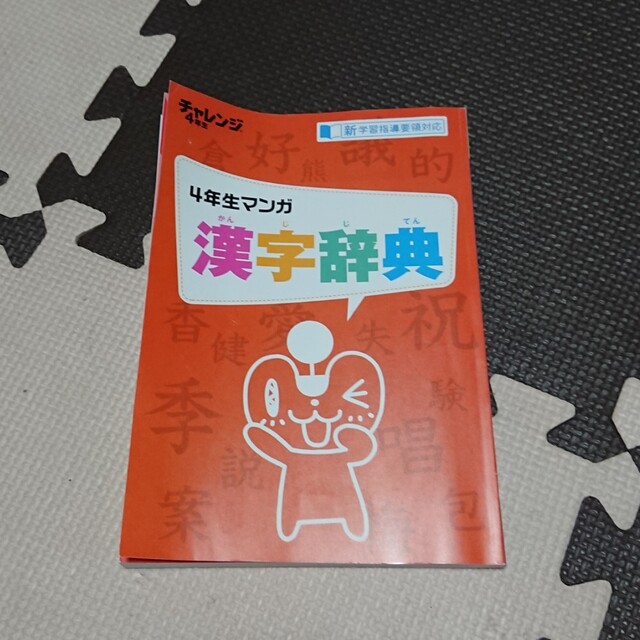 チャレンジ
4年生
新学習指導要領対応
倉 好 熊 議 的
4年生マンガ
かん じ じ てん
漢字辞典
香 健 愛 失 祝
季 験
説 唱
案 包